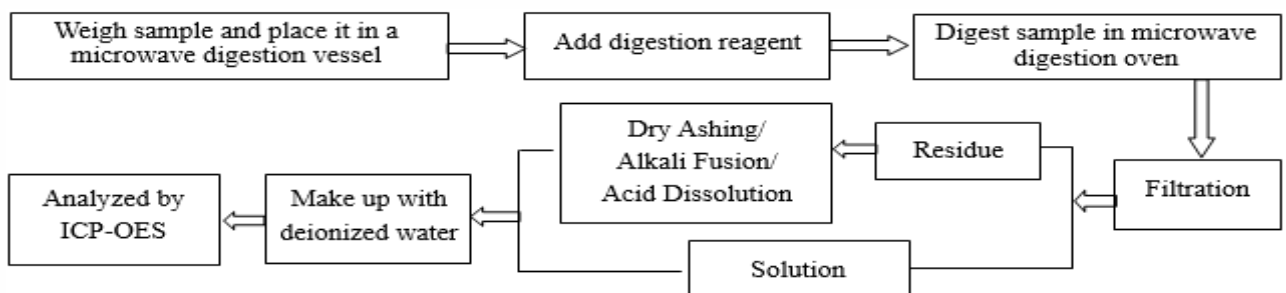 Weigh sample and place it in a
microwave digestion vessel
Add digestion reagent
Digest sample in microwave
digestion oven
Filtration
Residue
Solution
Dry Ashing/
Alkali Fusion/
Acid Dissolution
Make up with
deionized water
Analyzed by
ICP-OES